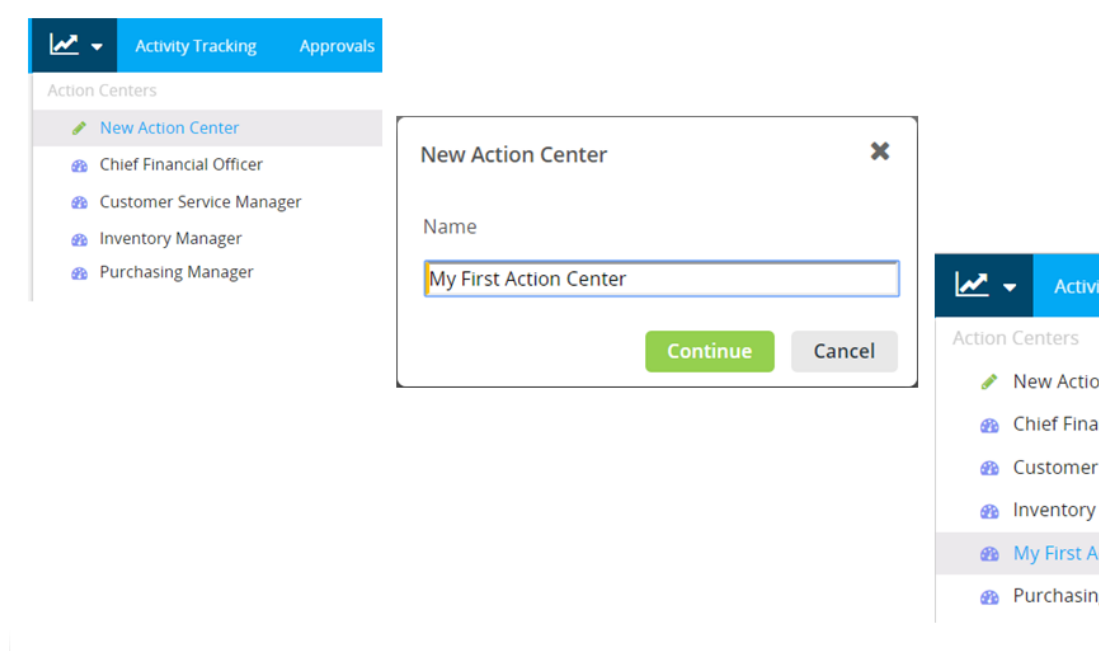 Activity Tracking Approvals
Action Centers
New Action Center
Chief Financial Officer
Customer Service Manager
Inventory Manager
Purchasing Manager
New Action Center
Name
My First Action Center
Continue Cancel
Activi
Action Centers
New Actio
Chief Fina
Customer
Inventory
My First A
Purchasin